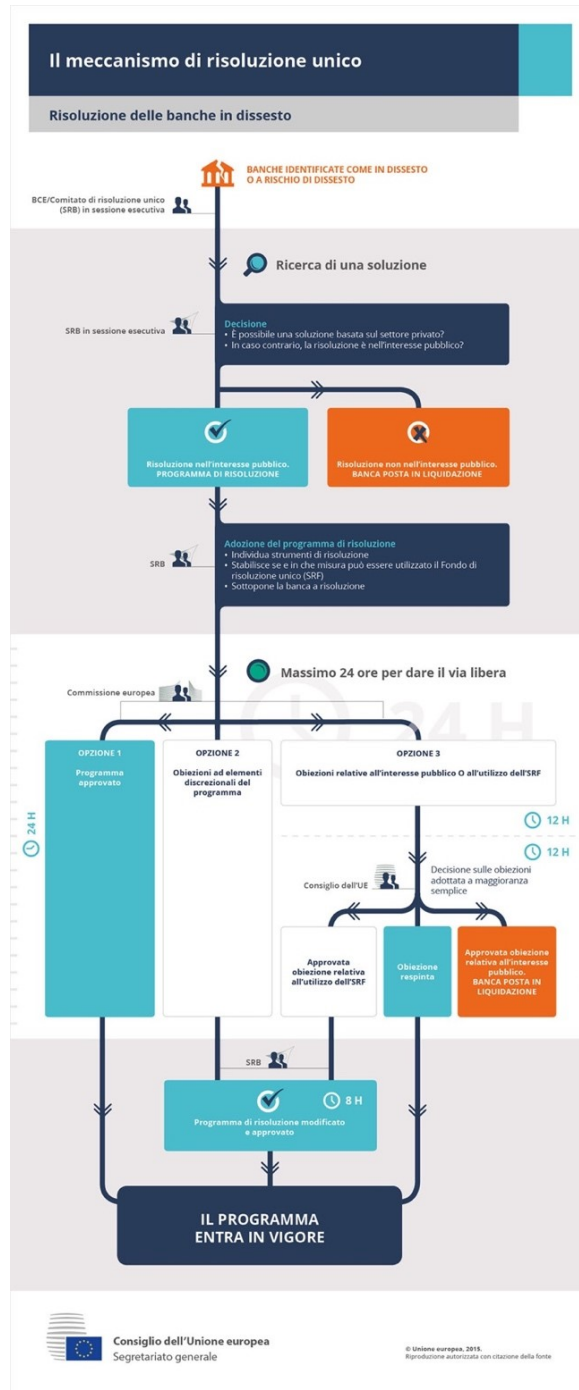 Il meccanismo di risoluzione unico
Risoluzione delle banche in dissesto
BANCHE IDENTIFICATE COME IN DISSESTO
O A RISCHIO DI DISSESTO
BCE/Comitato di risoluzione unico
(SRB) in sessione esecutiva
Ricerca di una soluzione
SRB in sessione esecutiva
Decisione
• È possibile una soluzione basata sul settore privato?
• In caso contrario, la risoluzione è nell'interesse pubblico?
Risoluzione nell'interesse pubblico.
PROGRAMMA DI RISOLUZIONE
Risoluzione non nell'interesse pubblico.
BANCA POSTA IN LIQUIDAZIONE
SRB
Adozione del programma di risoluzione
• Individua strumenti di risoluzione
• Stabilisce se e in che misura può essere utilizzato il Fondo di
risoluzione unico (SRF)
• Sottopone la banca a risoluzione
Massimo 24 ore per dare il via libera
Commissione europea
24 H
24 H
OPZIONE 1
Programma
approvato
OPZIONE 2
Obiezioni ad elementi
discrezionali del
programma
OPZIONE 3
Obiezioni relative all'interesse pubblico O all'utilizzo dell'SRF
12 H
12 H
Consiglio dell'UE
Decisione sulle obiezioni
adottata a maggioranza
semplice
Approvata
obiezione relativa
all'utilizzo dell'SRF
Obiezione
respinta
Approvata obiezione
relativa all'interesse
pubblico.
BANCA POSTA IN
LIQUIDAZIONE
SRB
8 H
Programma di risoluzione modificato
e approvato
IL PROGRAMMA
ENTRA IN VIGORE
Consiglio dell'Unione europea
Segretariato generale
© Unione europea, 2015.
Riproduzione autorizzata con citazione della fonte